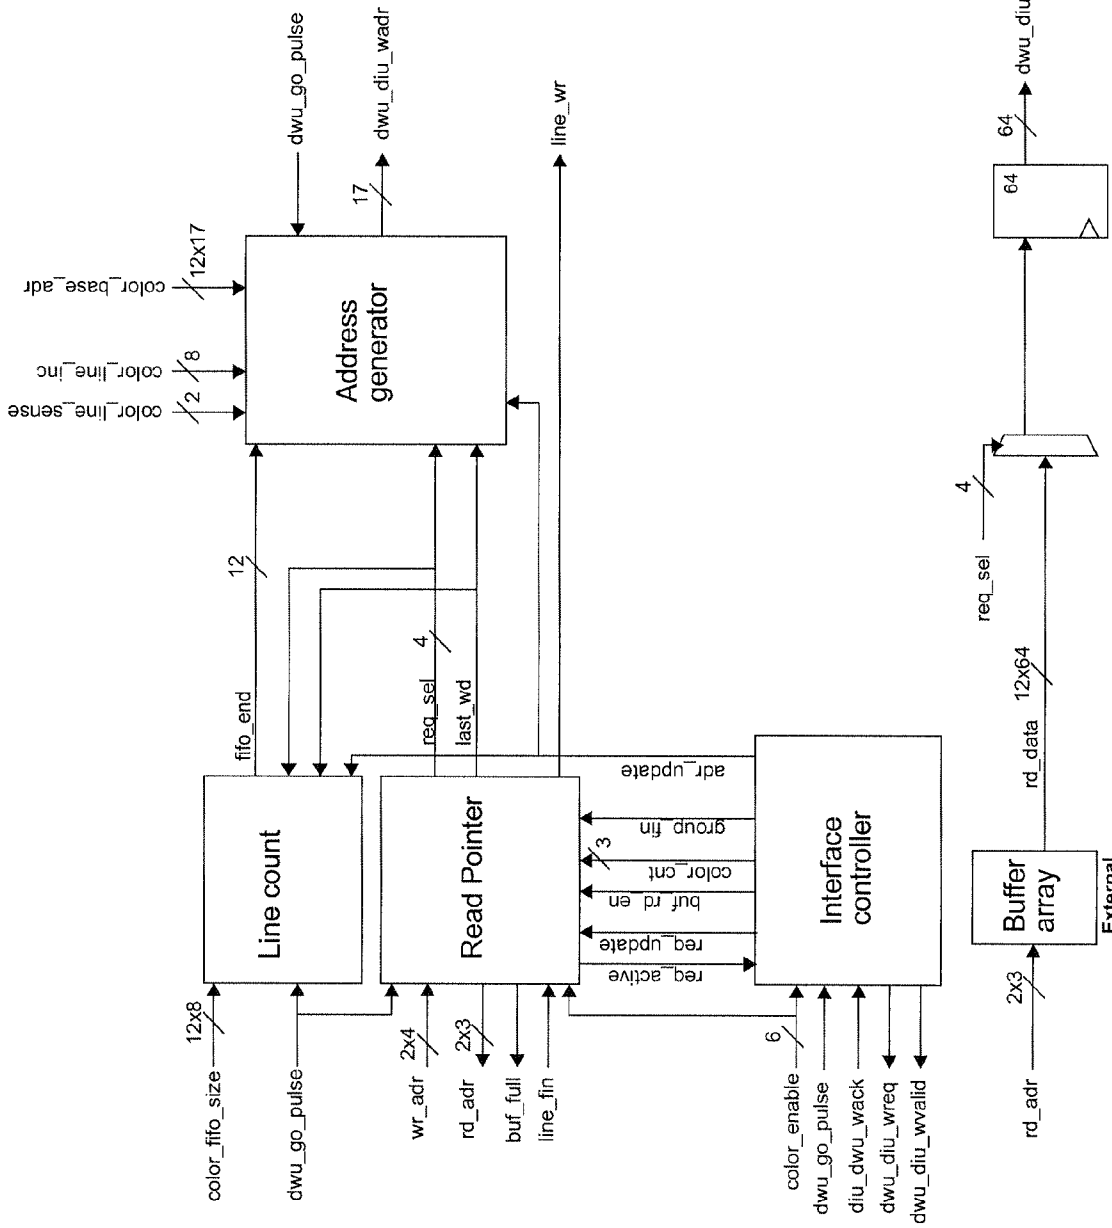 color_fifo_size
12x8
dwu_go_pulse
Line count
fifo_end
12
color_line_sense
2
color_line_inc
8
color_base_adr
12x17
Address
generator
dwu_go_pulse
17
dwu_diu_wadr
wr_adr
2x4
rd_adr
2x3
buf_full
line_fin
Read Pointer
req_sel
4
last_wd
line_wr
req_active
req_update
buf_rd_en
color_cnt
3
group_fin
adr_update
color_enable
6
dwu_go_pulse
diu_dwu_wack
dwu_diu_wreq
dwu_diu_wvalid
Interface
controller
rd_adr
2x3
Buffer
array
External
rd_data
12x64
req_sel
4
64
64
dwu_diu